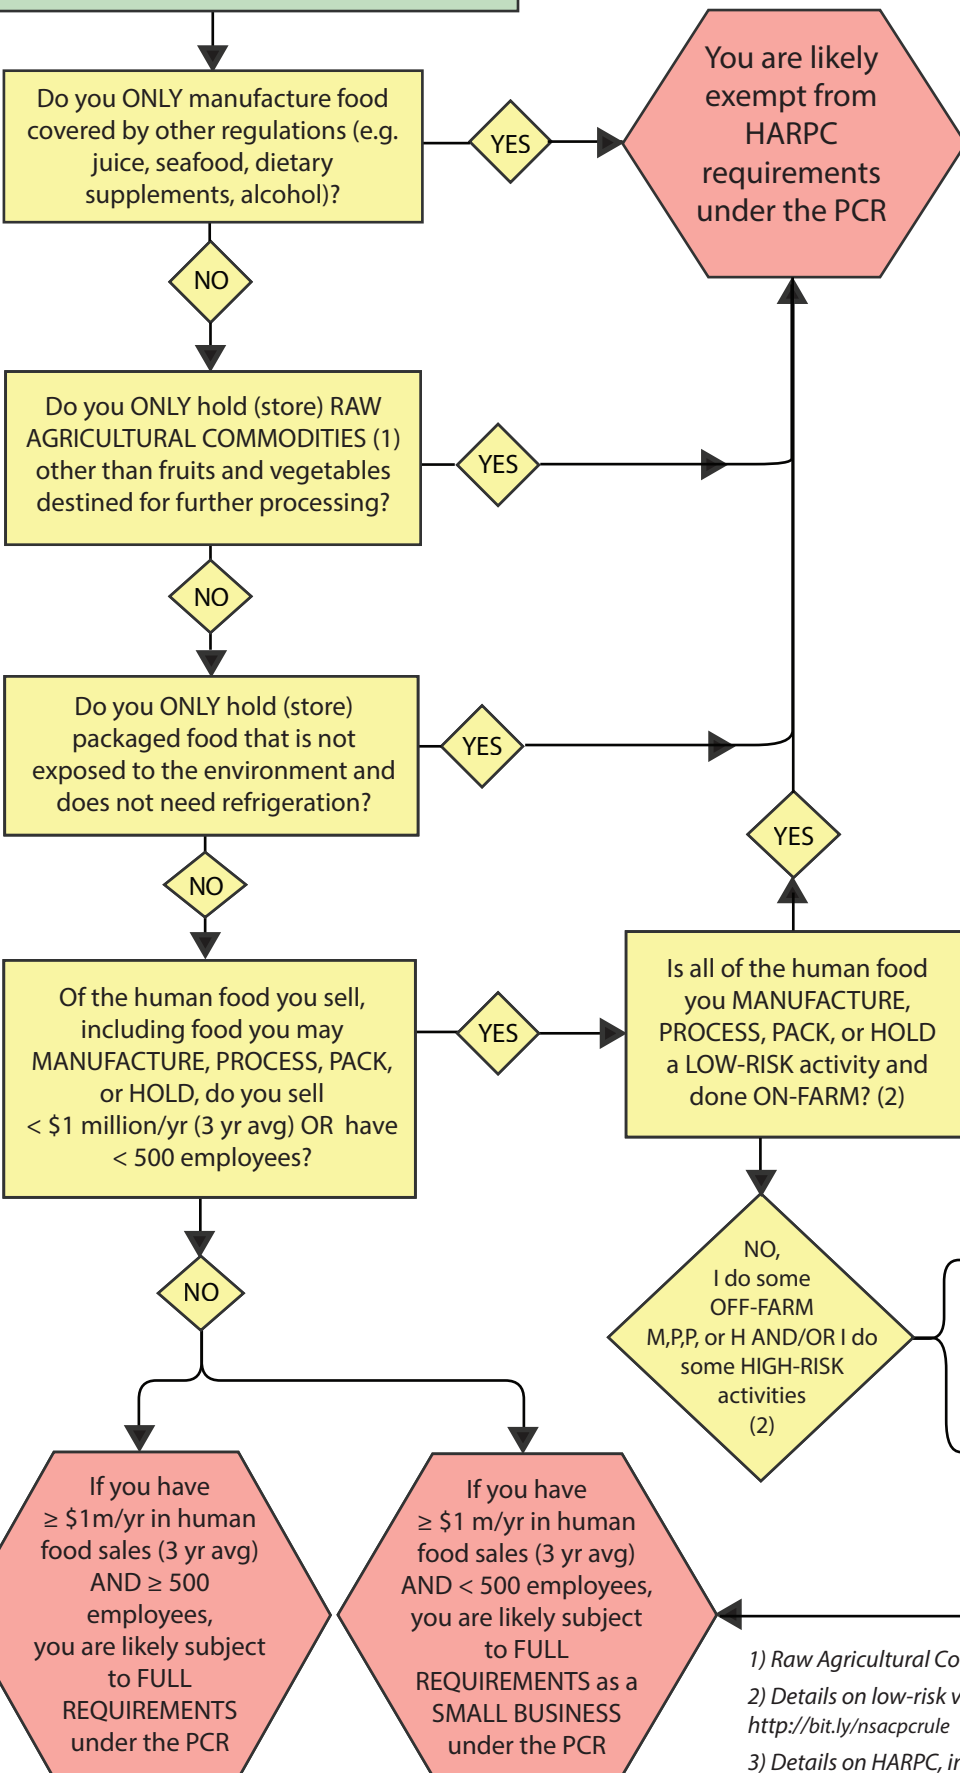 Do you ONLY manufacture food
covered by other regulations (e.g.
juice, seafood, dietary
supplements, alcohol)?
YES
You are likely
exempt from
HARPC
requirements
under the PCR
NO
Do you ONLY hold (store) RAW
AGRICULTURAL COMMODITIES (1)
other than fruits and vegetables
destined for further processing?
YES
NO
Do you ONLY hold (store)
packaged food that is not
exposed to the environment and
does not need refrigeration?
YES
YES
NO
Of the human food you sell,
including food you may
MANUFACTURE, PROCESS, PACK,
or HOLD, do you sell
< $1 million/yr (3 yr avg) OR have
< 500 employees?
YES
Is all of the human food
you MANUFACTURE,
PROCESS, PACK, or HOLD
a LOW-RISK activity and
done ON-FARM? (2)
NO,
I do some
OFF-FARM
M,P,P, or H AND/OR I do
some HIGH-RISK
activities
(2)
NO
If you have
≥ $1m/yr in human
food sales (3 yr avg)
AND ≥ 500
employees,
you are likely subject
to FULL
REQUIREMENTS
under the PCR
If you have
≥ $1 m/yr in human
food sales (3 yr avg)
AND < 500 employees,
you are likely subject
to FULL
REQUIREMENTS as a
SMALL BUSINESS
under the PCR
1) Raw Agricultural Co
2) Details on low-risk v
http://bit.ly/nsacpcrule
3) Details on HARPC, in